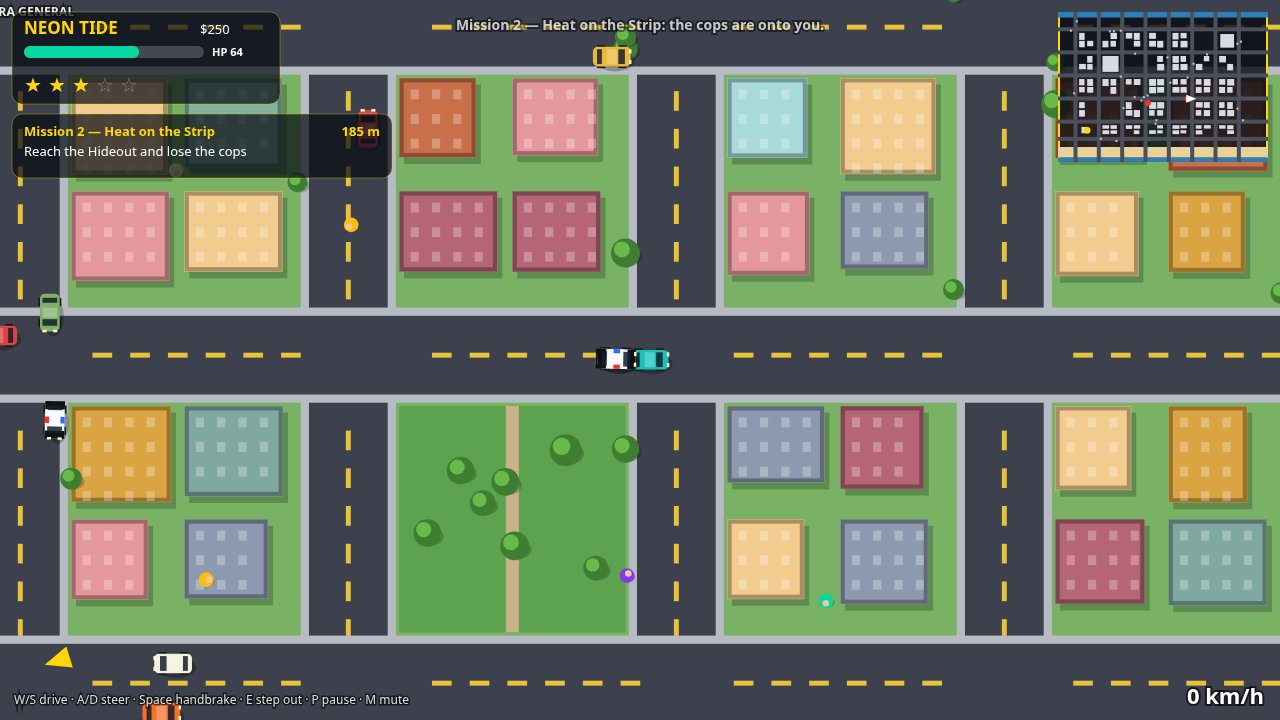 RA GENERAL
Mission 2 — Heat on the Strip: the cops are onto you.
NEON TIDE
$250
HP 64
★ ★ ★ ☆ ☆
Mission 2 — Heat on the Strip
185 m
Reach the Hideout and lose the cops
W/S drive · A/D steer · Space handbrake · E step out · P pause · M mute
0 km/h